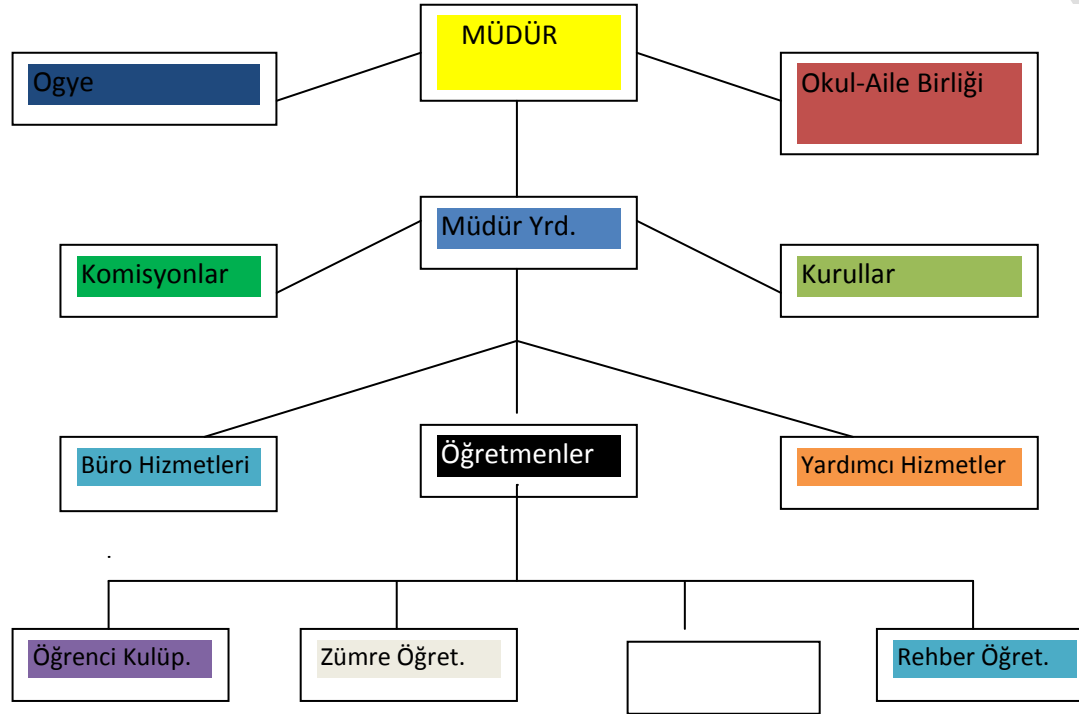 MÜDÜR
Ogye
Okul-Aile Birliği
Müdür Yrd.
Komisyonlar
Kurullar
Büro Hizmetleri
Öğretmenler
Yardımcı Hizmetler
.
Öğrenci Kulüp.
Zümre Öğret.
Rehber Öğret.